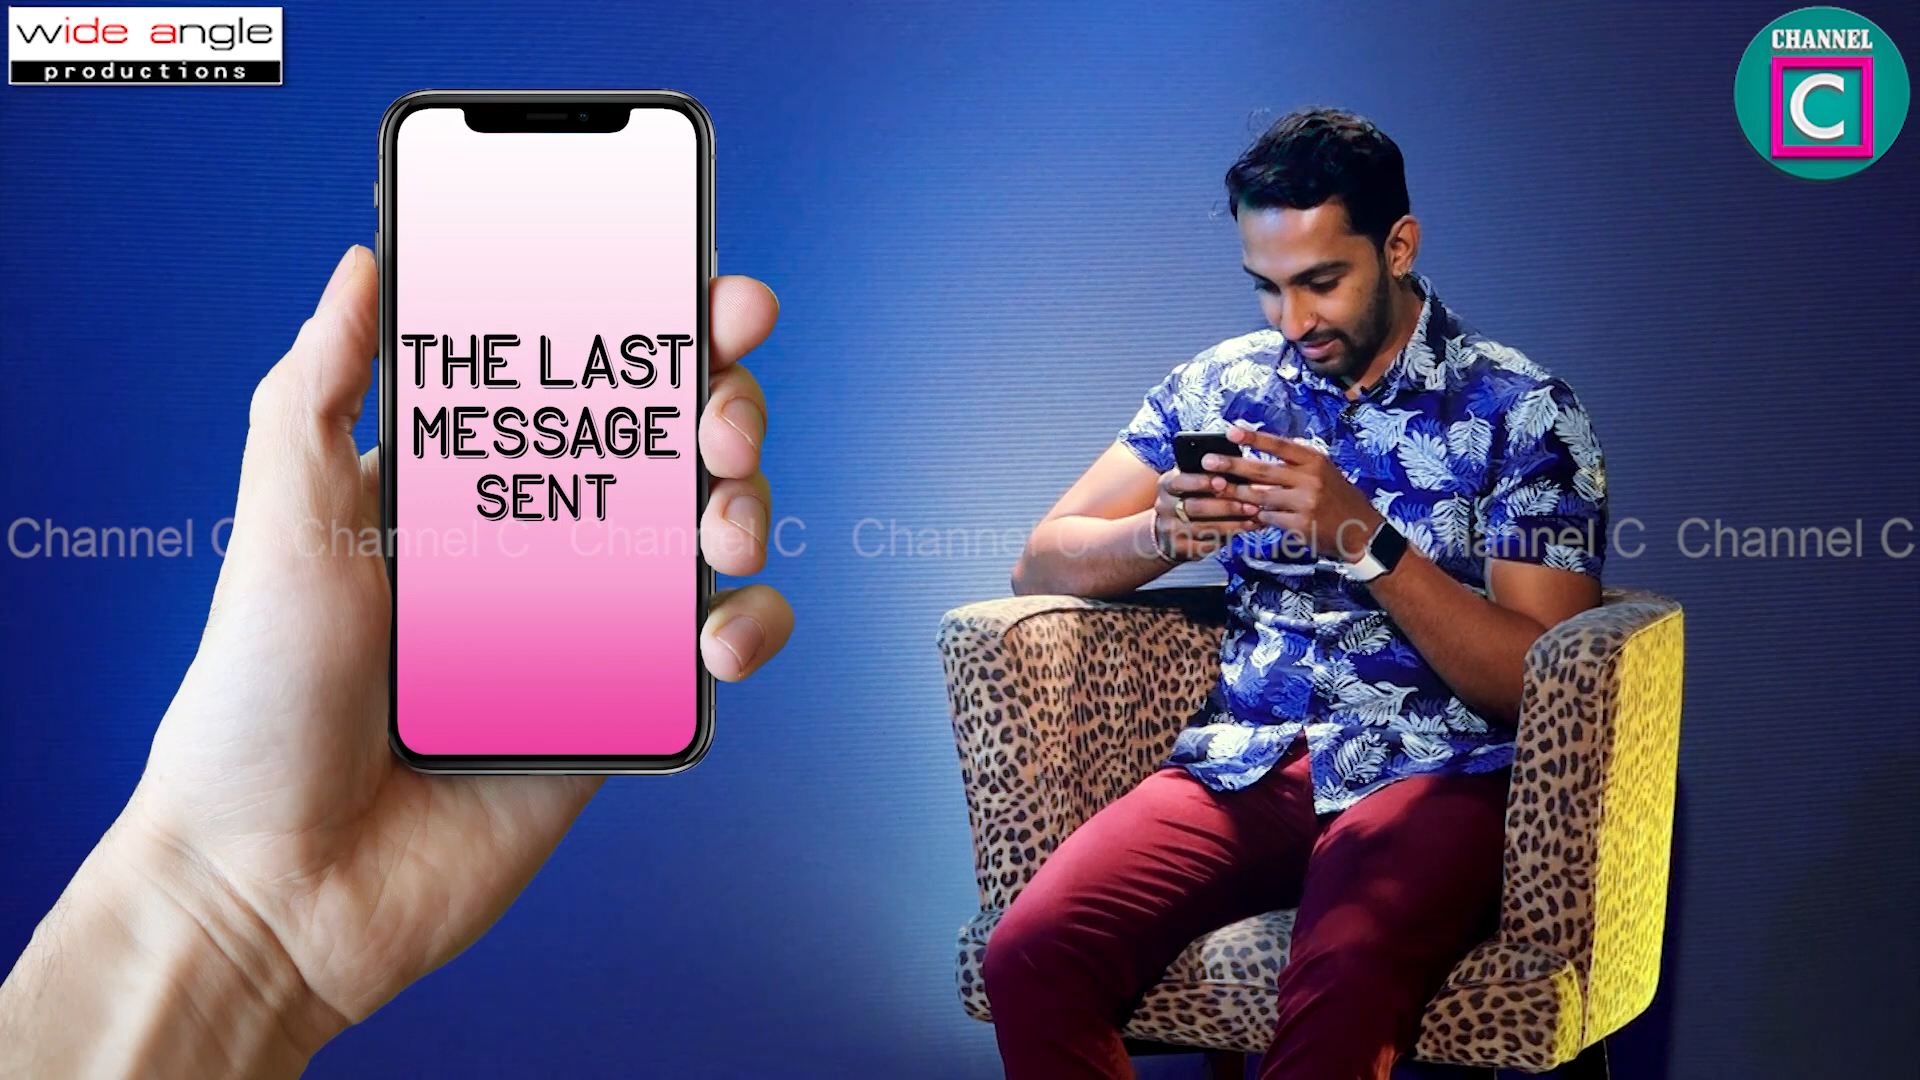 wide angle
productions
CHANNEL
C
THE LAST
MESSAGE
SENT
Channel C Channel C Channel C Channel C Channel C Channel C Channel C